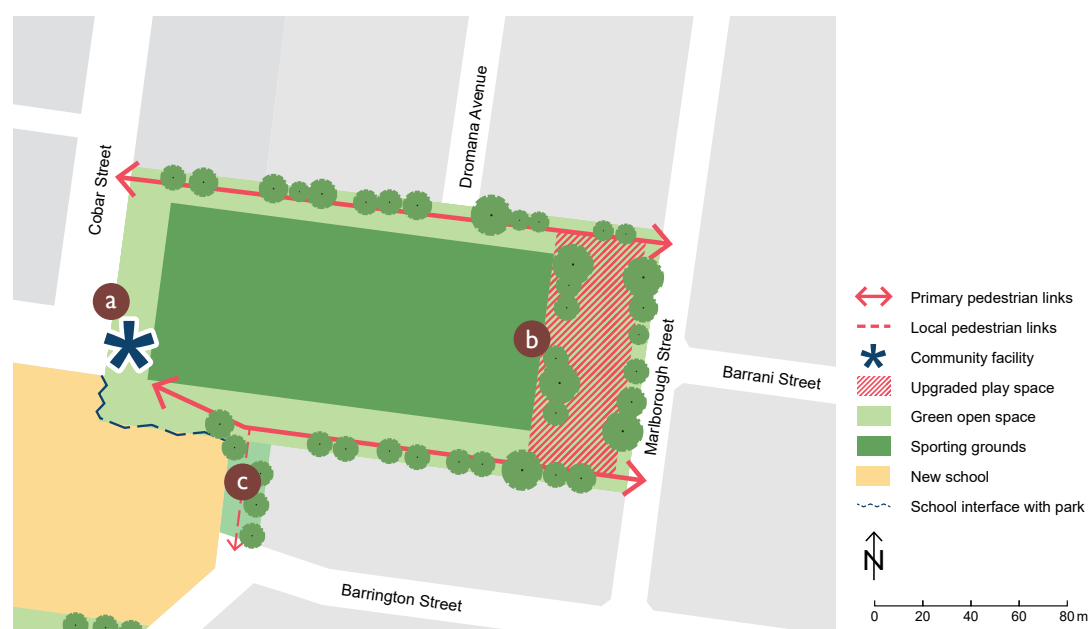 Dromana Avenue
Cobar Street
a
b
Marlborough Street
Barrani Street
c
Barrington Street
Primary pedestrian links
Local pedestrian links
Community facility
Upgraded play space
Green open space
Sporting grounds
New school
School interface with park
N
0 20 40 60 80 m